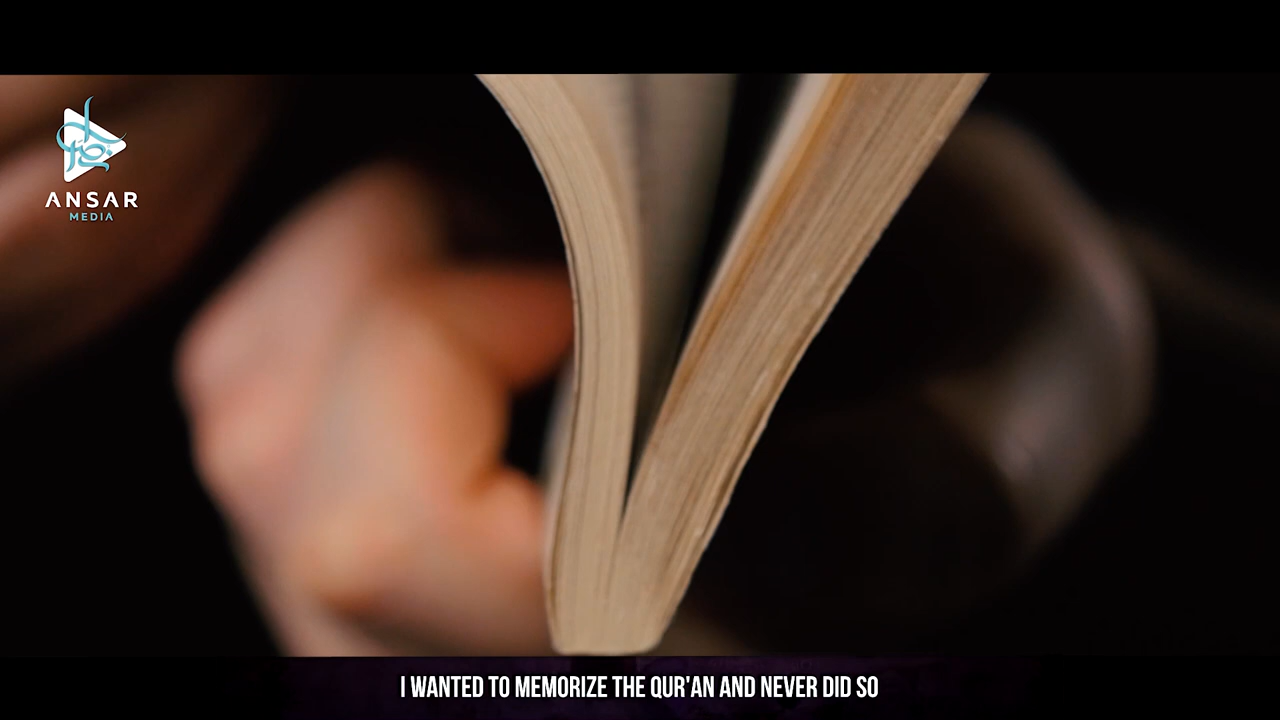 ANSAR
MEDIA
I WANTED TO MEMORIZE THE QUR'AN AND NEVER DID SO